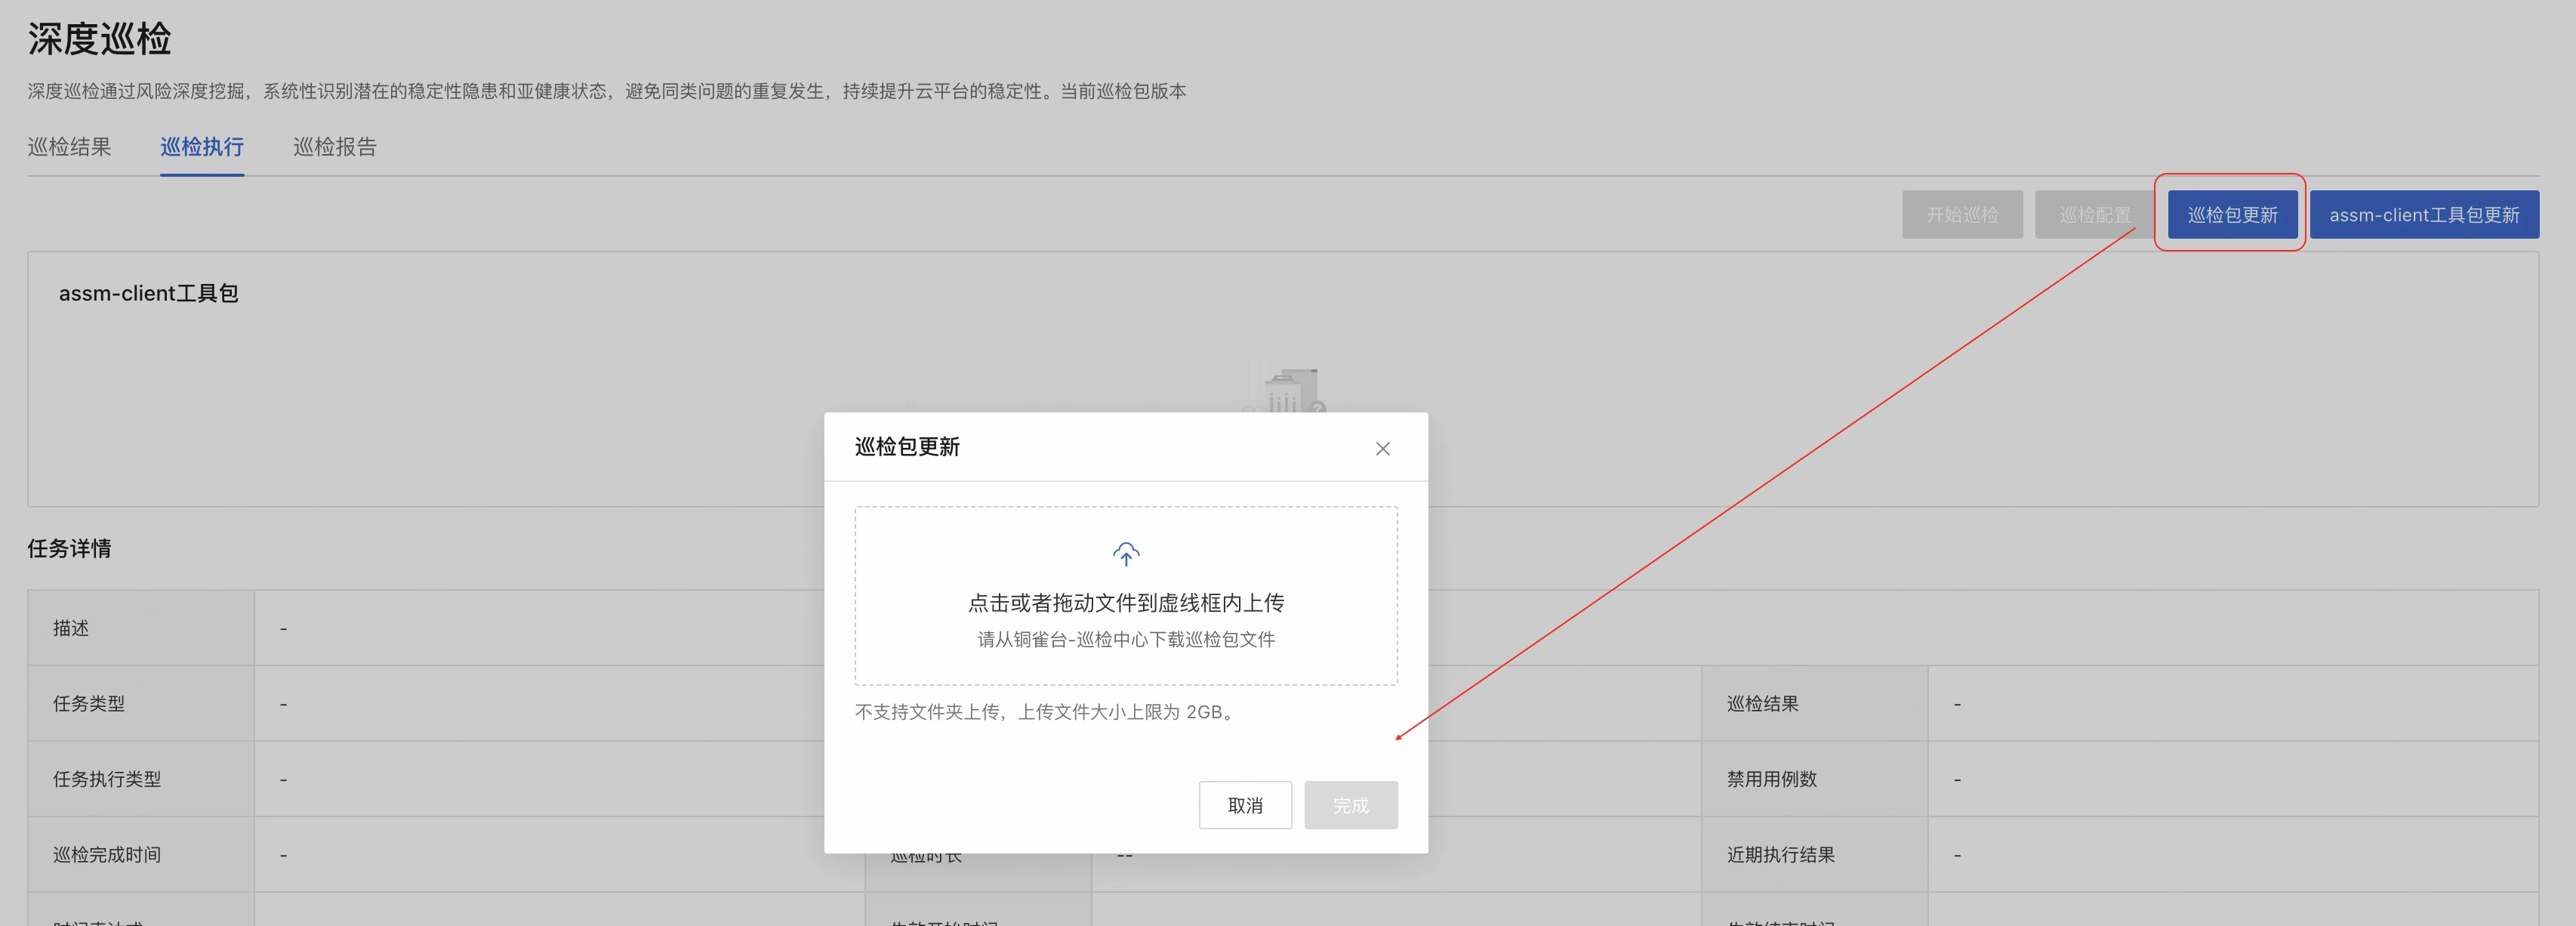 深度巡检
深度巡检通过风险深度挖掘，系统性识别潜在的稳定性隐患和亚健康状态，避免同类问题的重复发生，持续提升云平台的稳定性。当前巡检包版本
巡检结果 巡检执行 巡检报告
开始巡检 巡检配置 巡检包更新 assm-client工具包更新
assm-client工具包
巡检包更新
点击或者拖动文件到虚线框内上传
请从铜雀台-巡检中心下载巡检包文件
不支持文件夹上传，上传文件大小上限为 2GB。
取消 完成
任务详情
描述 -
任务类型 - 巡检结果 -
任务执行类型 - 禁用用例数 -
巡检完成时间 - 巡检时长 -- 近期执行结果 -